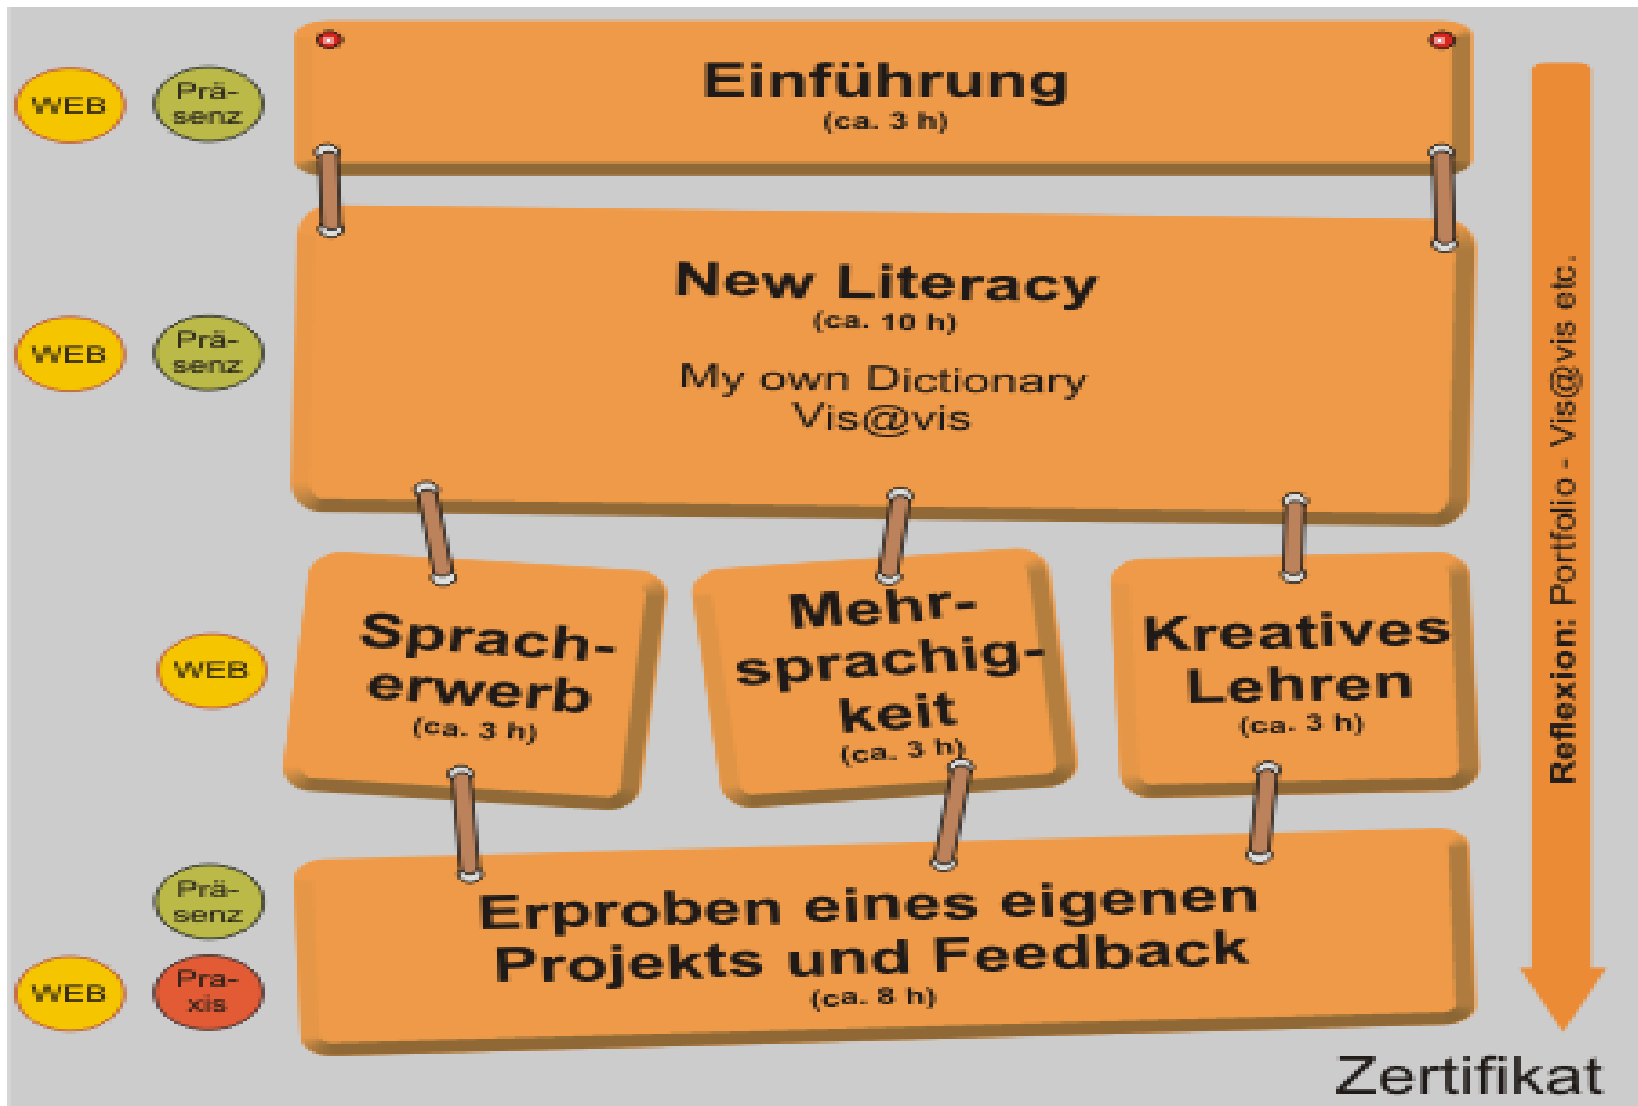 WEB
Prä-
senz
Einführung
(ca. 3 h)
WEB
Prä-
senz
New Literacy
(ca. 10 h)
My own Dictionary
Vis@vis
WEB
Sprach-
erwerb
(ca. 3 h)
Mehr-
sprachig-
keit
(ca. 3 h)
Kreatives
Lehren
(ca. 3 h)
Prä-
senz
WEB
Pra-
xis
Erproben eines eigenen
Projekts und Feedback
(ca. 8 h)
Reflexion: Portfolio - Vis@vis etc.
Zertifikat